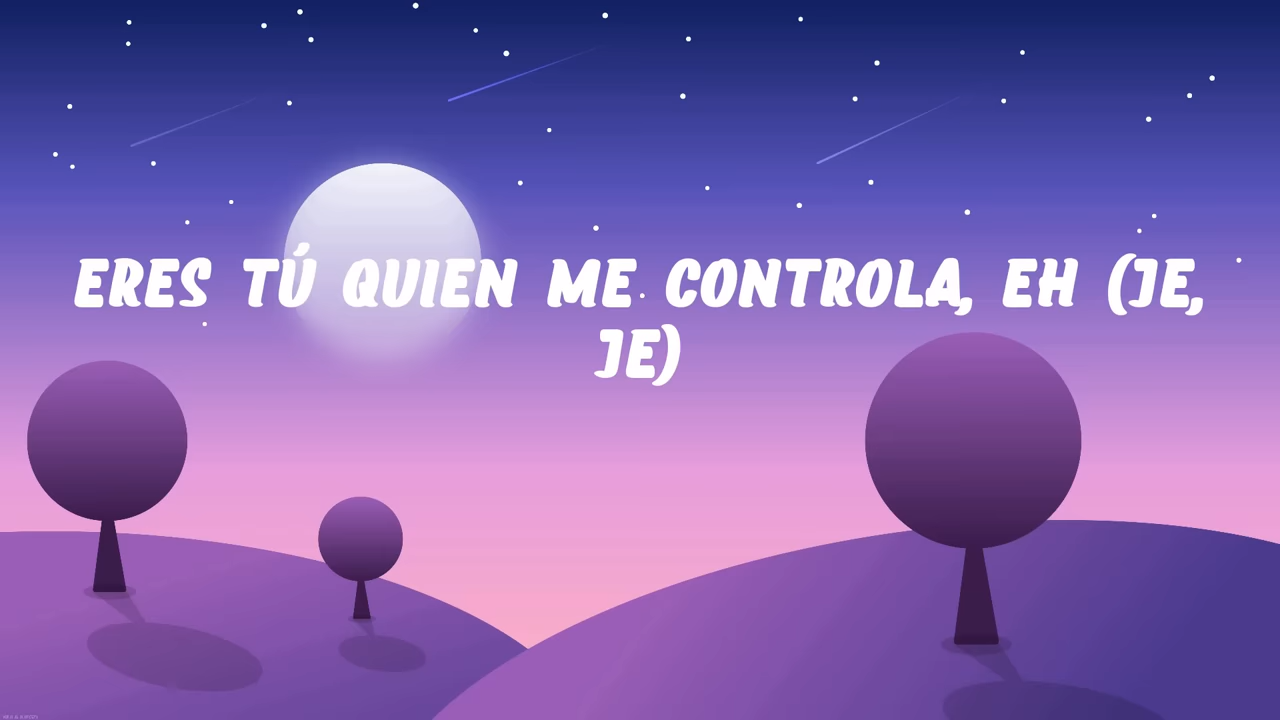 ERES TÚ QUIEN ME CONTROLA, EH (JE,
JE)